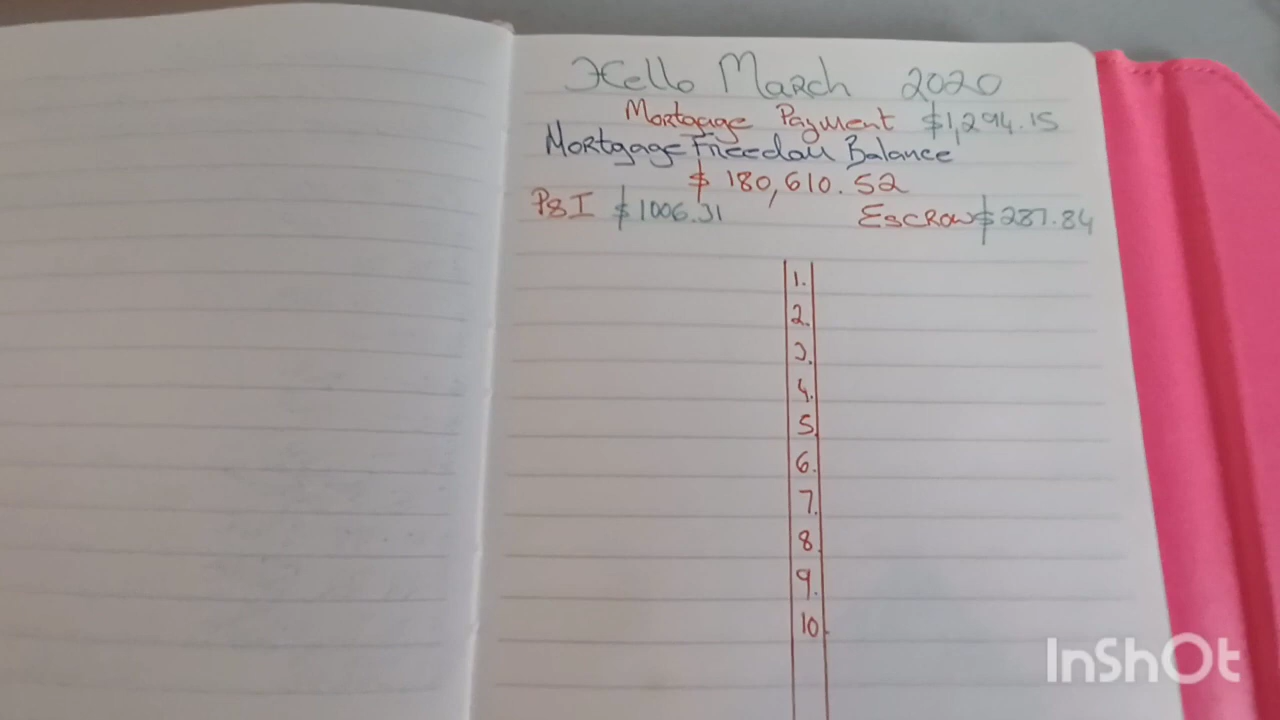 Hello March 2020
Mortgage Payment $1,294.15
Mortgage Freedom Balance
$ 180,610.52
P&I $1006.31 Escrow $287.84
1.
2.
3.
4.
5.
6.
7.
8.
9.
10.
InShOt